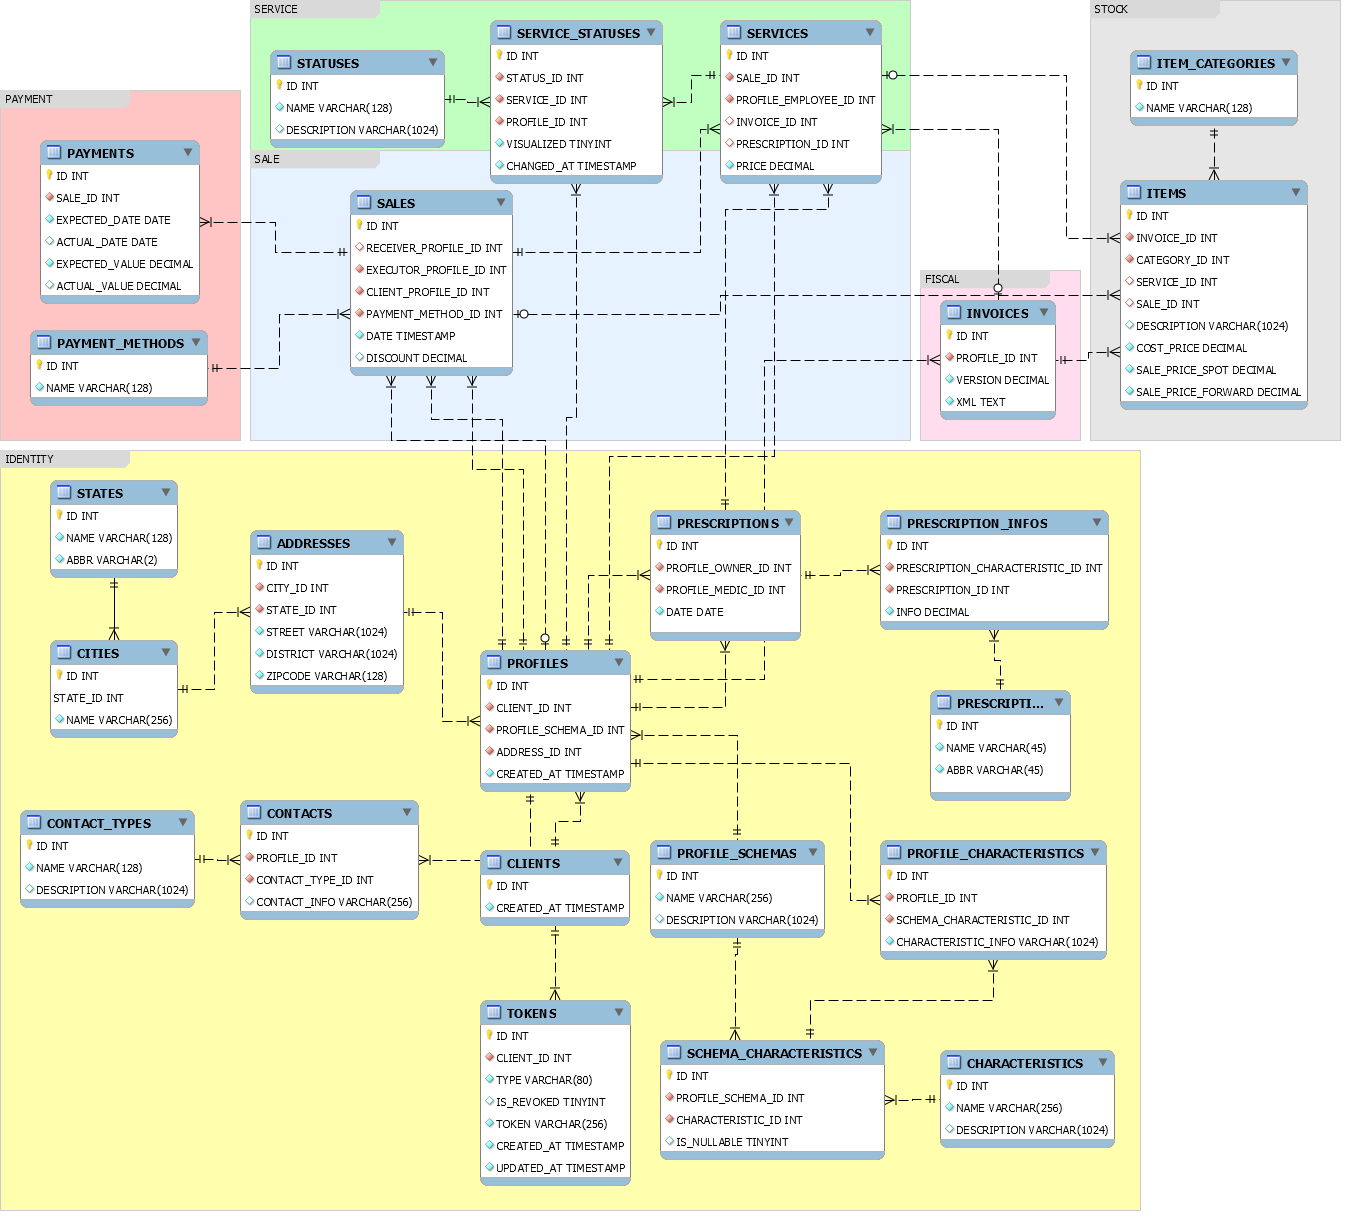 SERVICE
STATUSES
ID INT
NAME VARCHAR(128)
DESCRIPTION VARCHAR(1024)
SERVICE_STATUSES
ID INT
STATUS_ID INT
SERVICE_ID INT
PROFILE_ID INT
VISUALIZED TINYINT
CHANGED_AT TIMESTAMP
SERVICES
ID INT
SALE_ID INT
PROFILE_EMPLOYEE_ID INT
INVOICE_ID INT
PRESCRIPTION_ID INT
PRICE DECIMAL
STOCK
ITEM_CATEGORIES
ID INT
NAME VARCHAR(128)
ITEMS
ID INT
INVOICE_ID INT
CATEGORY_ID INT
SERVICE_ID INT
SALE_ID INT
DESCRIPTION VARCHAR(1024)
COST_PRICE DECIMAL
SALE_PRICE_SPOT DECIMAL
SALE_PRICE_FORWARD DECIMAL
PAYMENT
PAYMENTS
ID INT
SALE_ID INT
EXPECTED_DATE DATE
ACTUAL_DATE DATE
EXPECTED_VALUE DECIMAL
ACTUAL_VALUE DECIMAL
PAYMENT_METHODS
ID INT
NAME VARCHAR(128)
SALE
SALES
ID INT
RECEIVER_PROFILE_ID INT
EXECUTOR_PROFILE_ID INT
CLIENT_PROFILE_ID INT
PAYMENT_METHOD_ID INT
DATE TIMESTAMP
DISCOUNT DECIMAL
FISCAL
INVOICES
ID INT
PROFILE_ID INT
VERSION DECIMAL
XML TEXT
IDENTITY
STATES
ID INT
NAME VARCHAR(128)
ABBR VARCHAR(2)
CITIES
ID INT
STATE_ID INT
NAME VARCHAR(256)
ADDRESSES
ID INT
CITY_ID INT
STATE_ID INT
STREET VARCHAR(1024)
DISTRICT VARCHAR(1024)
ZIPCODE VARCHAR(128)
PROFILES
ID INT
CLIENT_ID INT
PROFILE_SCHEMA_ID INT
ADDRESS_ID INT
CREATED_AT TIMESTAMP
PRESCRIPTIONS
ID INT
PROFILE_OWNER_ID INT
PROFILE_MEDIC_ID INT
DATE DATE
PRESCRIPTION_INFOS
ID INT
PRESCRIPTION_CHARACTERISTIC_ID INT
PRESCRIPTION_ID INT
INFO DECIMAL
PRESCRIPTI...
ID INT
NAME VARCHAR(45)
ABBR VARCHAR(45)
CONTACT_TYPES
ID INT
NAME VARCHAR(128)
DESCRIPTION VARCHAR(1024)
CONTACTS
ID INT
PROFILE_ID INT
CONTACT_TYPE_ID INT
CONTACT_INFO VARCHAR(256)
CLIENTS
ID INT
CREATED_AT TIMESTAMP
PROFILE_SCHEMAS
ID INT
NAME VARCHAR(256)
DESCRIPTION VARCHAR(1024)
PROFILE_CHARACTERISTICS
ID INT
PROFILE_ID INT
SCHEMA_CHARACTERISTIC_ID INT
CHARACTERISTIC_INFO VARCHAR(1024)
TOKENS
ID INT
CLIENT_ID INT
TYPE VARCHAR(80)
IS_REVOKED TINYINT
TOKEN VARCHAR(256)
CREATED_AT TIMESTAMP
UPDATED_AT TIMESTAMP
SCHEMA_CHARACTERISTICS
ID INT
PROFILE_SCHEMA_ID INT
CHARACTERISTIC_ID INT
IS_NULLABLE TINYINT
CHARACTERISTICS
ID INT
NAME VARCHAR(256)
DESCRIPTION VARCHAR(1024)